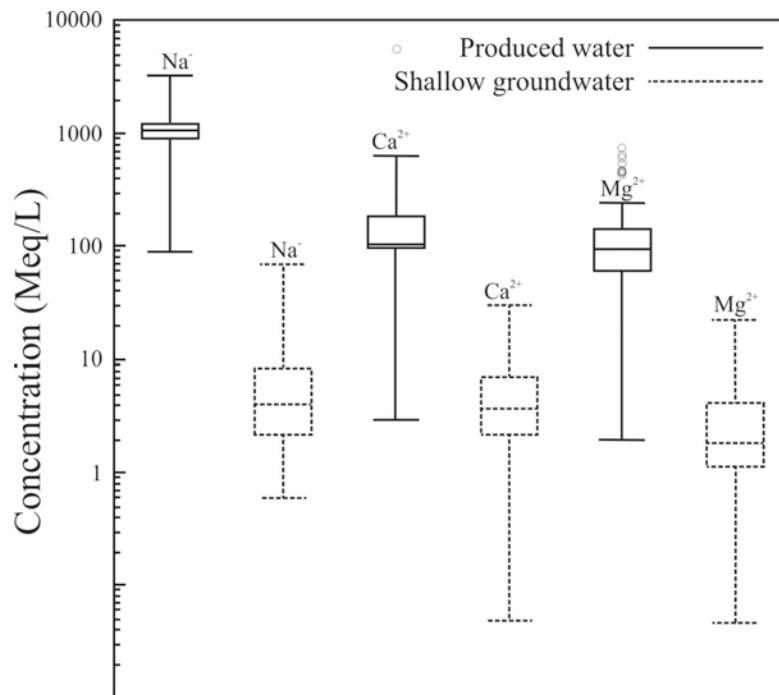 10000
Produced water
Shallow groundwater
Na⁻
1000
Ca²⁺
Mg²⁺
100
Na⁻
Ca²⁺
Mg²⁺
10
1
Concentration (Meq/L)